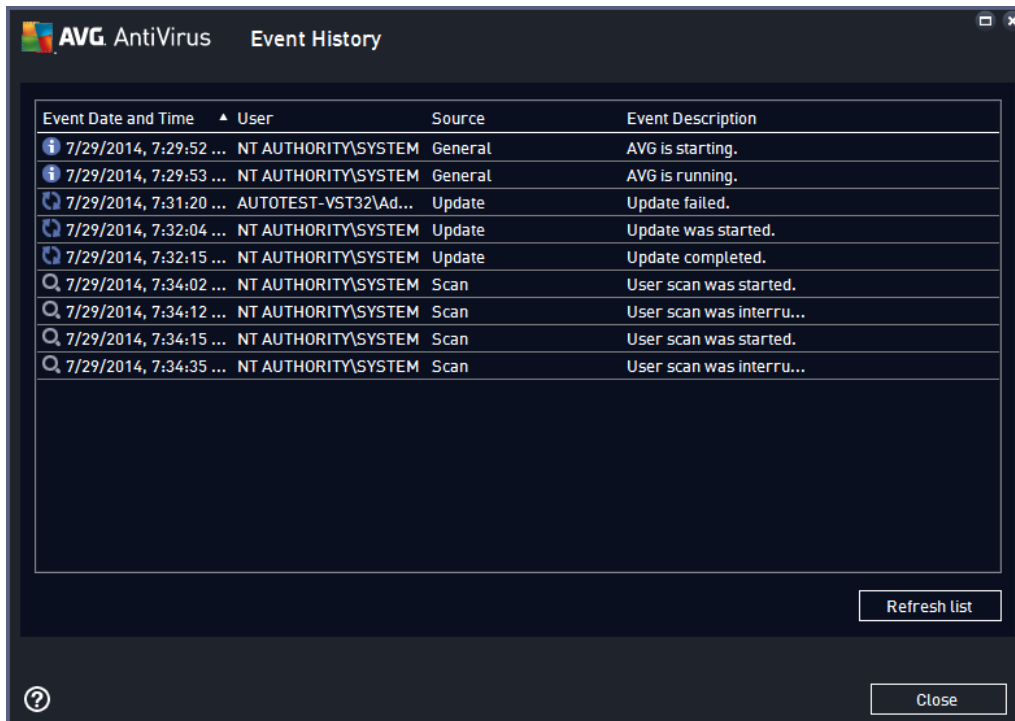 AVG. AntiVirus Event History
Event Date and Time User Source Event Description
7/29/2014, 7:29:52 ... NT AUTHORITY\SYSTEM General AVG is starting.
7/29/2014, 7:29:53 ... NT AUTHORITY\SYSTEM General AVG is running.
7/29/2014, 7:31:20 ... AUTOTEST-VST32\Ad... Update Update failed.
7/29/2014, 7:32:04 ... NT AUTHORITY\SYSTEM Update Update was started.
7/29/2014, 7:32:15 ... NT AUTHORITY\SYSTEM Update Update completed.
7/29/2014, 7:34:02 ... NT AUTHORITY\SYSTEM Scan User scan was started.
7/29/2014, 7:34:12 ... NT AUTHORITY\SYSTEM Scan User scan was interru...
7/29/2014, 7:34:15 ... NT AUTHORITY\SYSTEM Scan User scan was started.
7/29/2014, 7:34:35 ... NT AUTHORITY\SYSTEM Scan User scan was interru...
Refresh list
Close